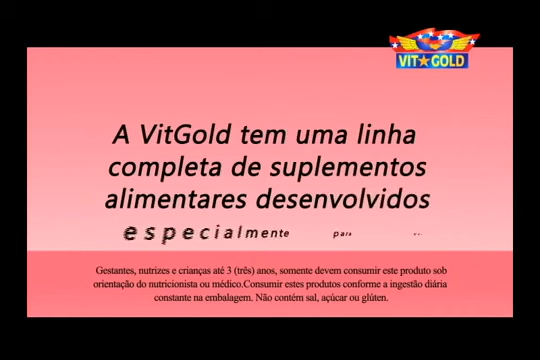 VIT★GOLD
A VitGold tem uma linha
completa de suplementos
alimentares desenvolvidos
especialmente para
Gestantes, nutrizes e crianças até 3 (três) anos, somente devem consumir este produto sob
orientação do nutricionista ou médico.Consumir estes produtos conforme a ingestão diária
constante na embalagem. Não contém sal, açúcar ou glúten.